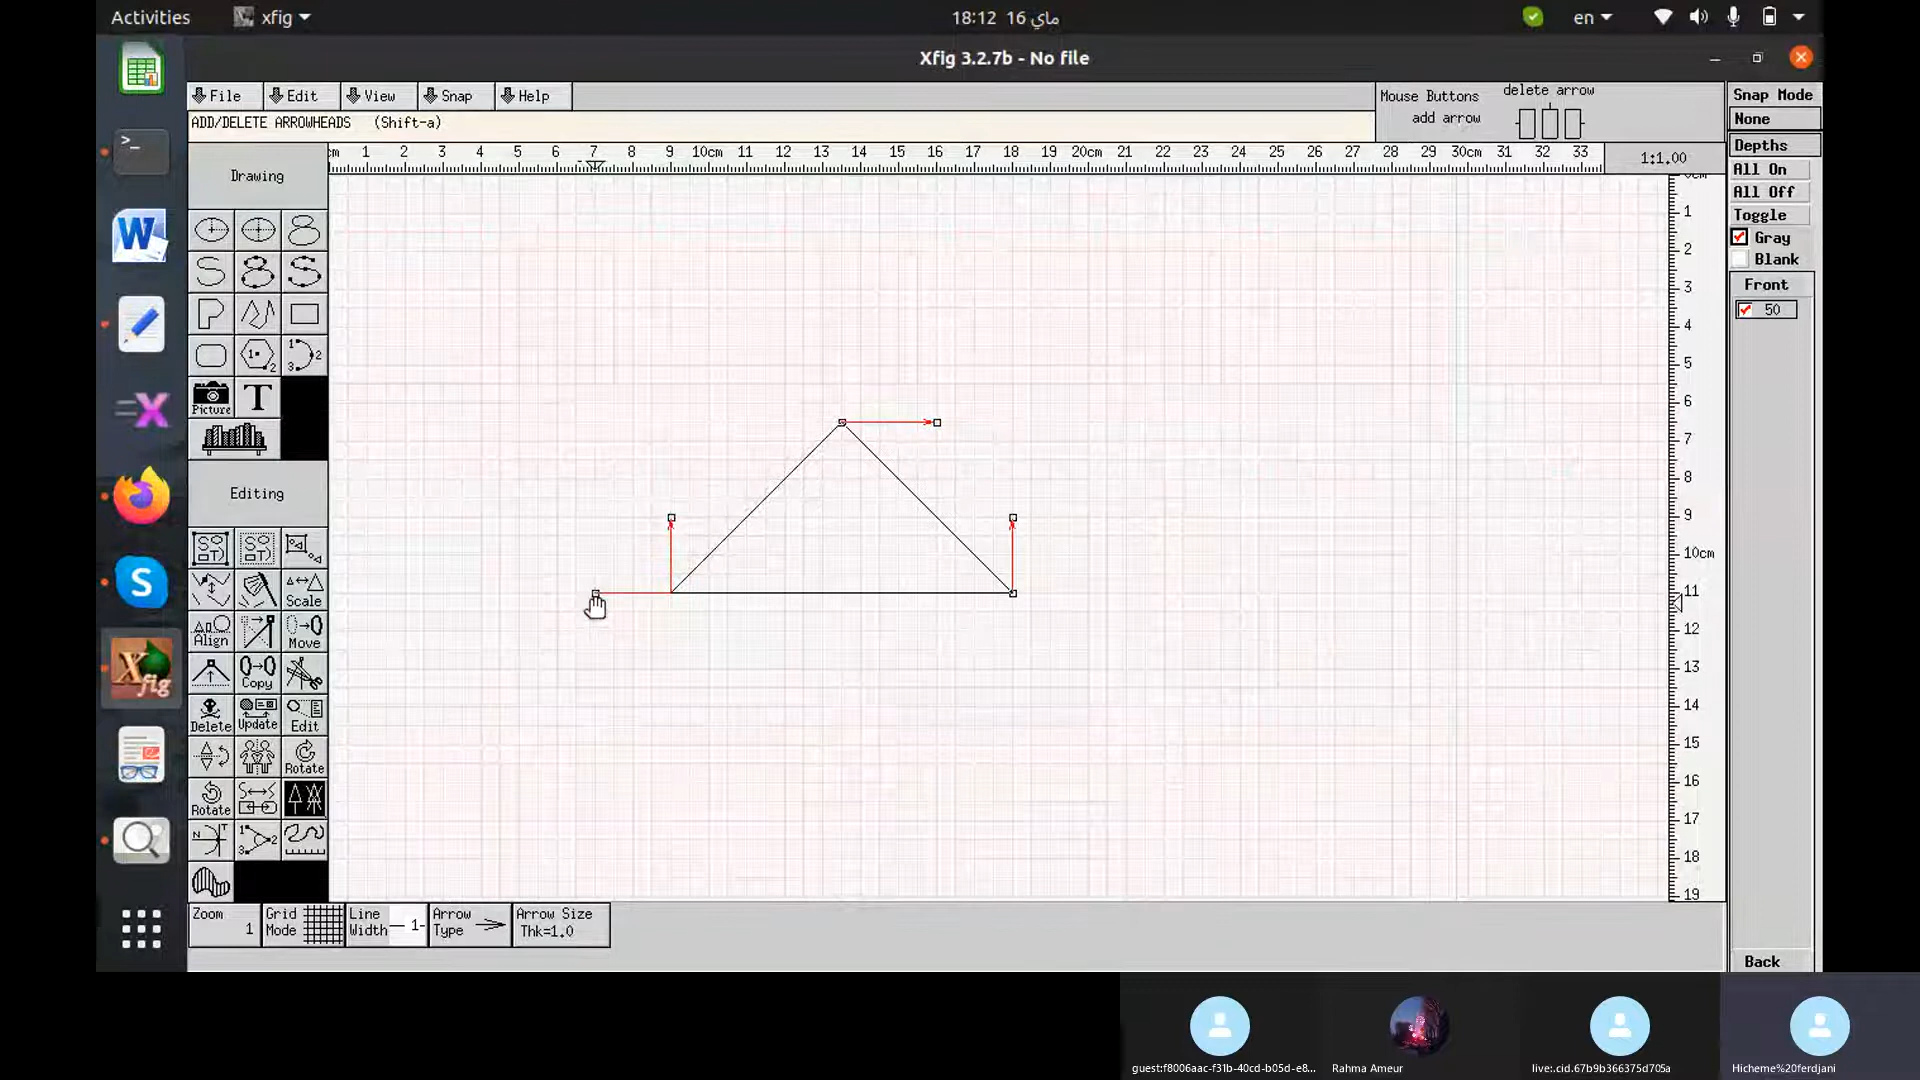 Activities
xfig
ماي 16 18:12
en
Xfig 3.2.7b - No file
File
Edit
View
Snap
Help
ADD/DELETE ARROWHEADS (Shift-a)
Mouse Buttons
add arrow
delete arrow
Snap Mode
None
Depths
All On
All Off
Toggle
Gray
Blank
Front
50
Back
cm 1 2 3 4 5 6 7 8 9 10cm 11 12 13 14 15 16 17 18 19 20cm 21 22 23 24 25 26 27 28 29 30cm 31 32 33
1:1.00
1
2
3
4
5
6
7
8
9
10cm
11
12
13
14
15
16
17
18
19
Drawing
Picture
T
Editing
Scale
Align
Move
Copy
Delete
Update
Edit
Rotate
Rotate
Zoom
1
Grid
Mode
Line
Width
1
Arrow
Type
Arrow Size
Thk=1.0
guest:f8006aac-f31b-40cd-b05d-e8...
Rahma Ameur
live:.cid.67b9b366375d705a
Hicheme%20ferdjani